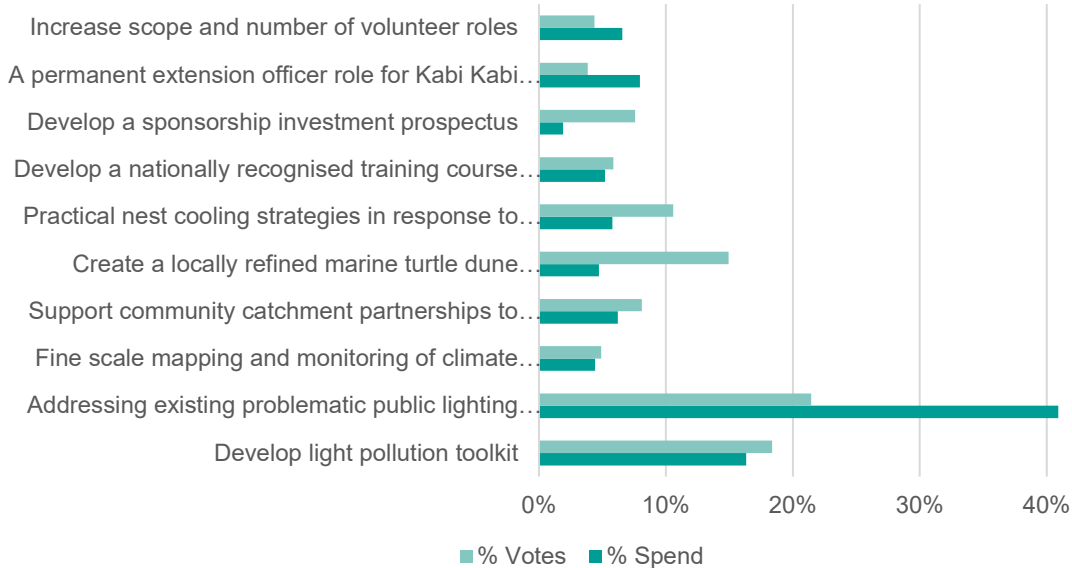 Increase scope and number of volunteer roles
A permanent extension officer role for Kabi Kabi…
Develop a sponsorship investment prospectus
Develop a nationally recognised training course…
Practical nest cooling strategies in response to…
Create a locally refined marine turtle dune…
Support community catchment partnerships to…
Fine scale mapping and monitoring of climate…
Addressing existing problematic public lighting…
Develop light pollution toolkit
0% 10% 20% 30% 40%
% Votes % Spend